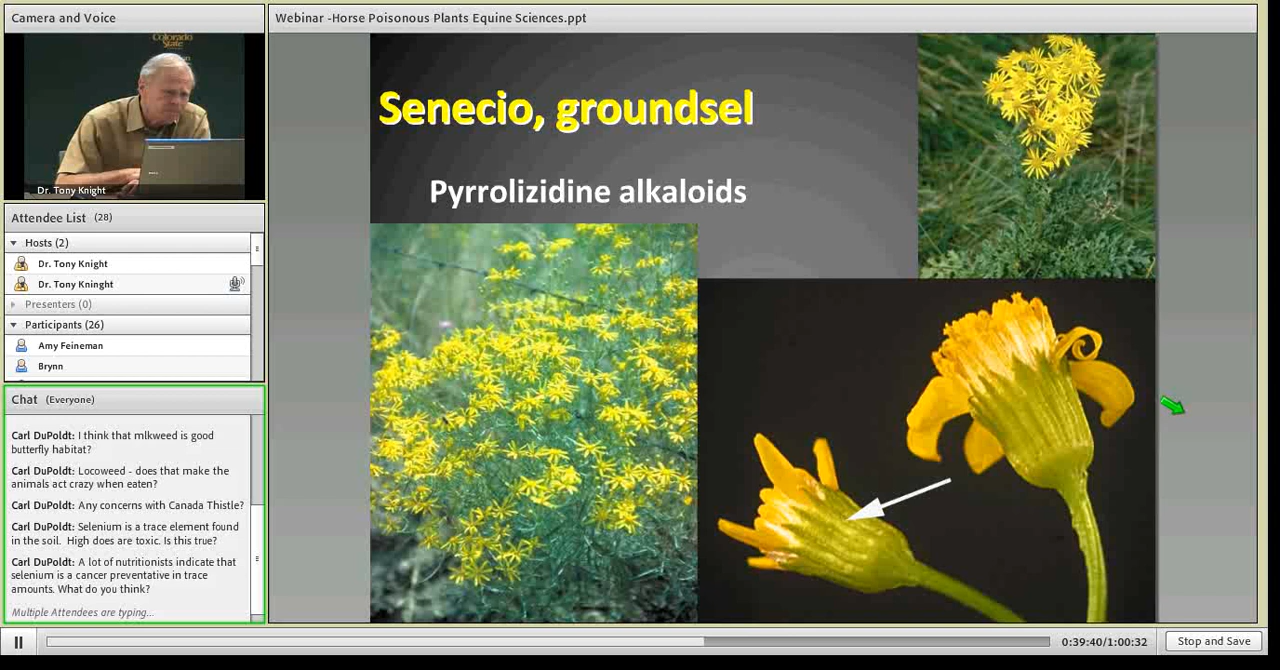 Camera and Voice
Colorado
State
Dr. Tony Knight
Attendee List (28)
Hosts (2)
Dr. Tony Knight
Dr. Tony Kninght
Presenters (0)
Participants (26)
Amy Feineman
Brynn
Chat (Everyone)
Carl DuPoldt: I think that mlkweed is good
butterfly habitat?
Carl DuPoldt: Locoweed - does that make the
animals act crazy when eaten?
Carl DuPoldt: Any concerns with Canada Thistle?
Carl DuPoldt: Selenium is a trace element found
in the soil. High does are toxic. Is this true?
Carl DuPoldt: A lot of nutritionists indicate that
selenium is a cancer preventative in trace
amounts. What do you think?
Multiple Attendees are typing...
Webinar -Horse Poisonous Plants Equine Sciences.ppt
Senecio, groundsel
Pyrrolizidine alkaloids
0:39:40/1:00:32
Stop and Save